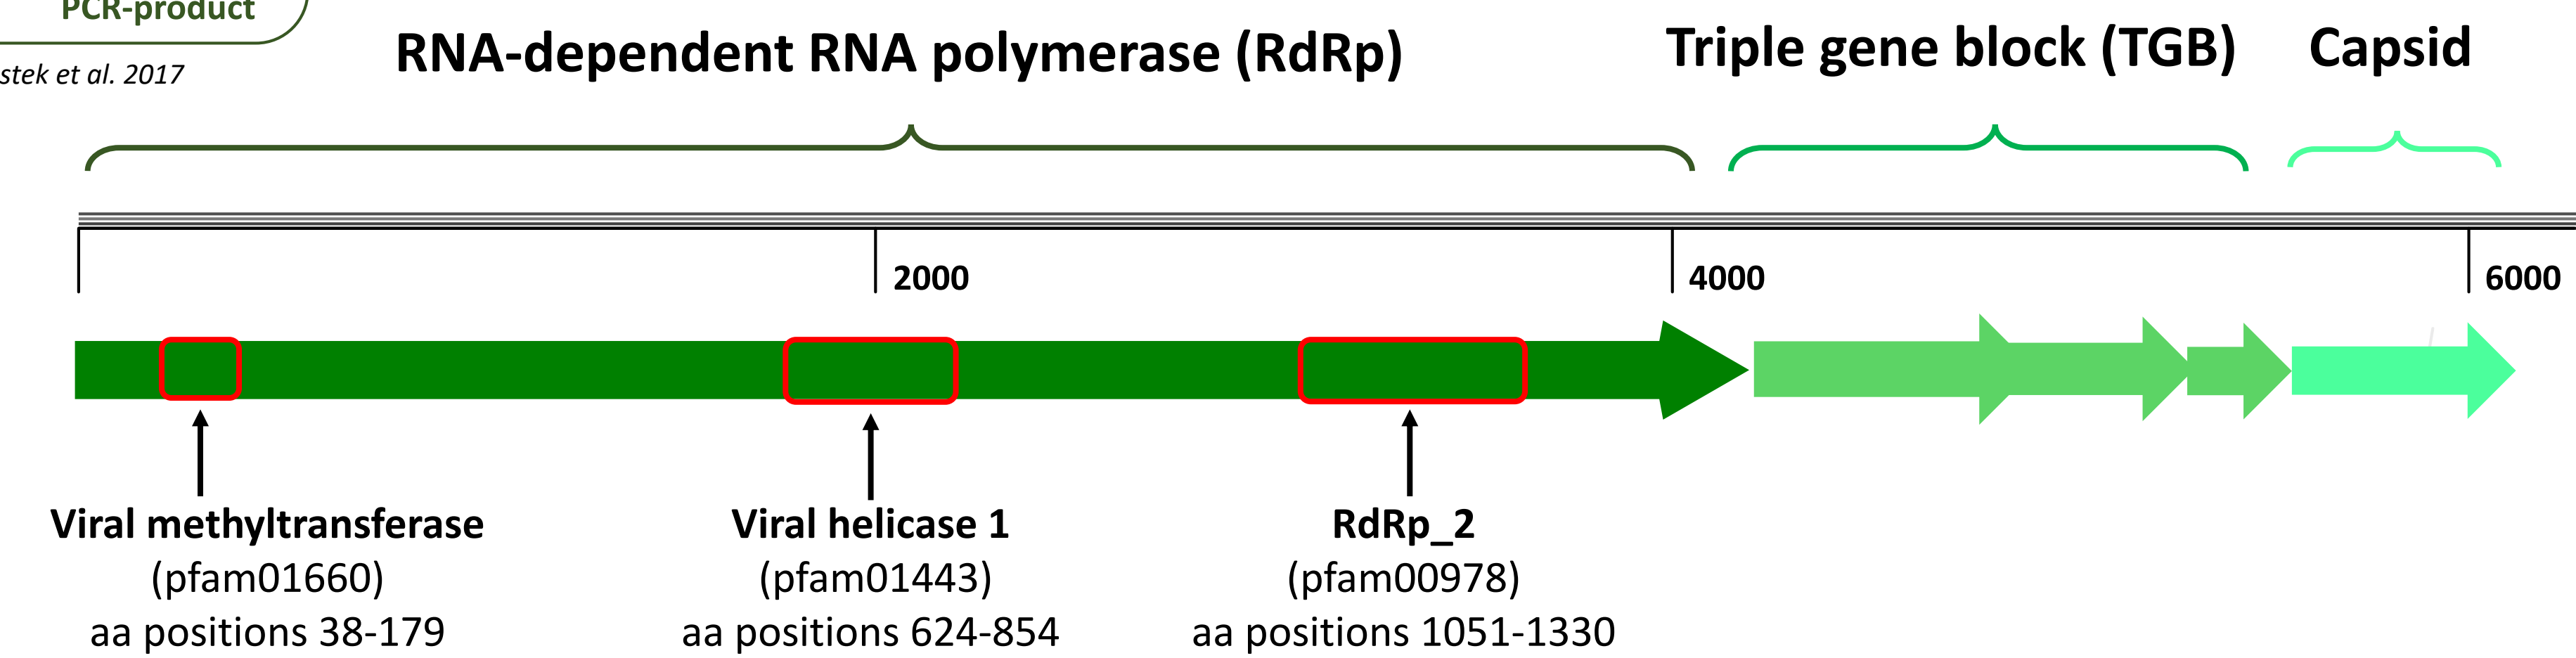 PCR-product
stek et al. 2017
RNA-dependent RNA polymerase (RdRp)
Triple gene block (TGB)
Capsid
2000
4000
6000
Viral methyltransferase
(pfam01660)
aa positions 38-179
Viral helicase 1
(pfam01443)
aa positions 624-854
RdRp_2
(pfam00978)
aa positions 1051-1330